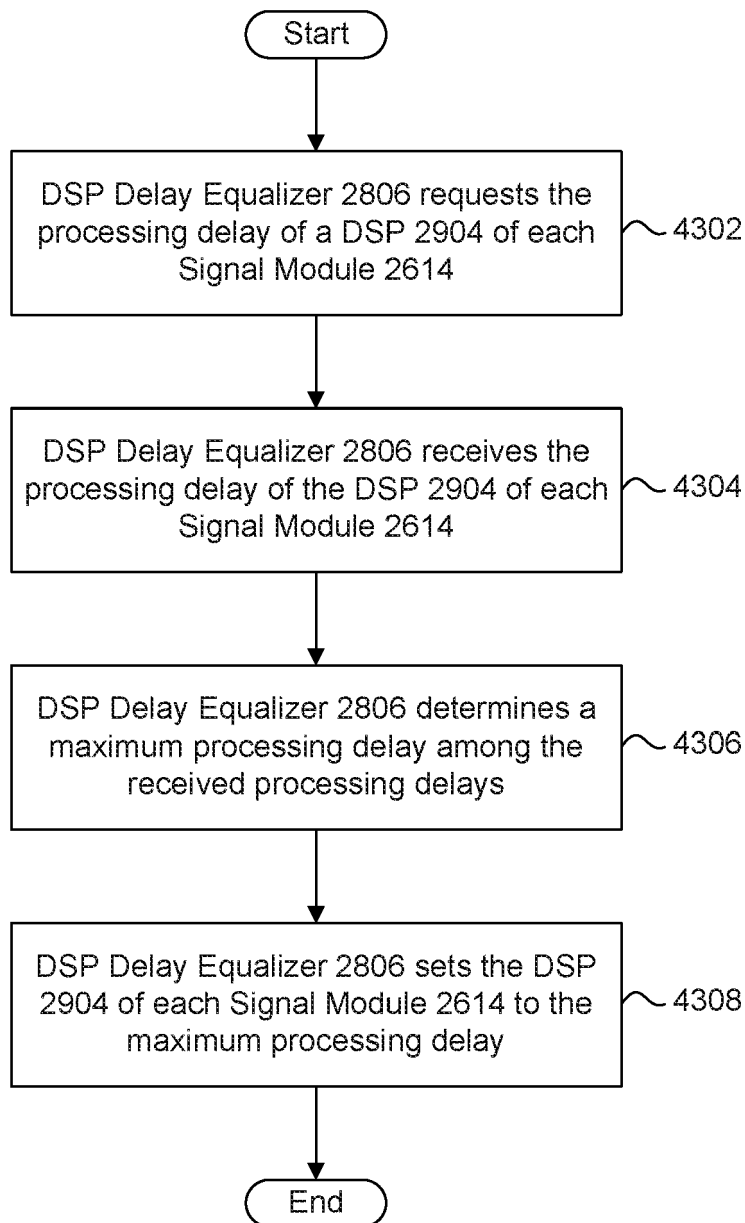 Start
DSP Delay Equalizer 2806 requests the
processing delay of a DSP 2904 of each
Signal Module 2614
4302
DSP Delay Equalizer 2806 receives the
processing delay of the DSP 2904 of each
Signal Module 2614
4304
DSP Delay Equalizer 2806 determines a
maximum processing delay among the
received processing delays
4306
DSP Delay Equalizer 2806 sets the DSP
2904 of each Signal Module 2614 to the
maximum processing delay
4308
End